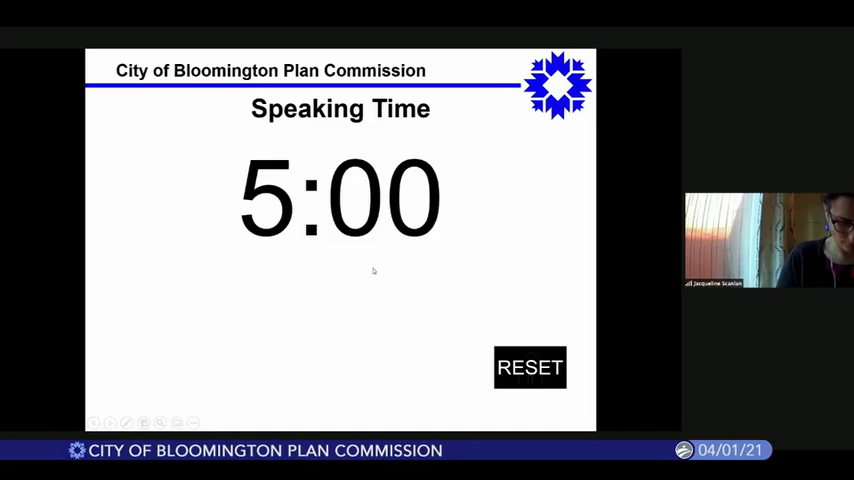 City of Bloomington Plan Commission
Speaking Time
5:00
RESET
Jacqueline Scanlan
CITY OF BLOOMINGTON PLAN COMMISSION
04/01/21